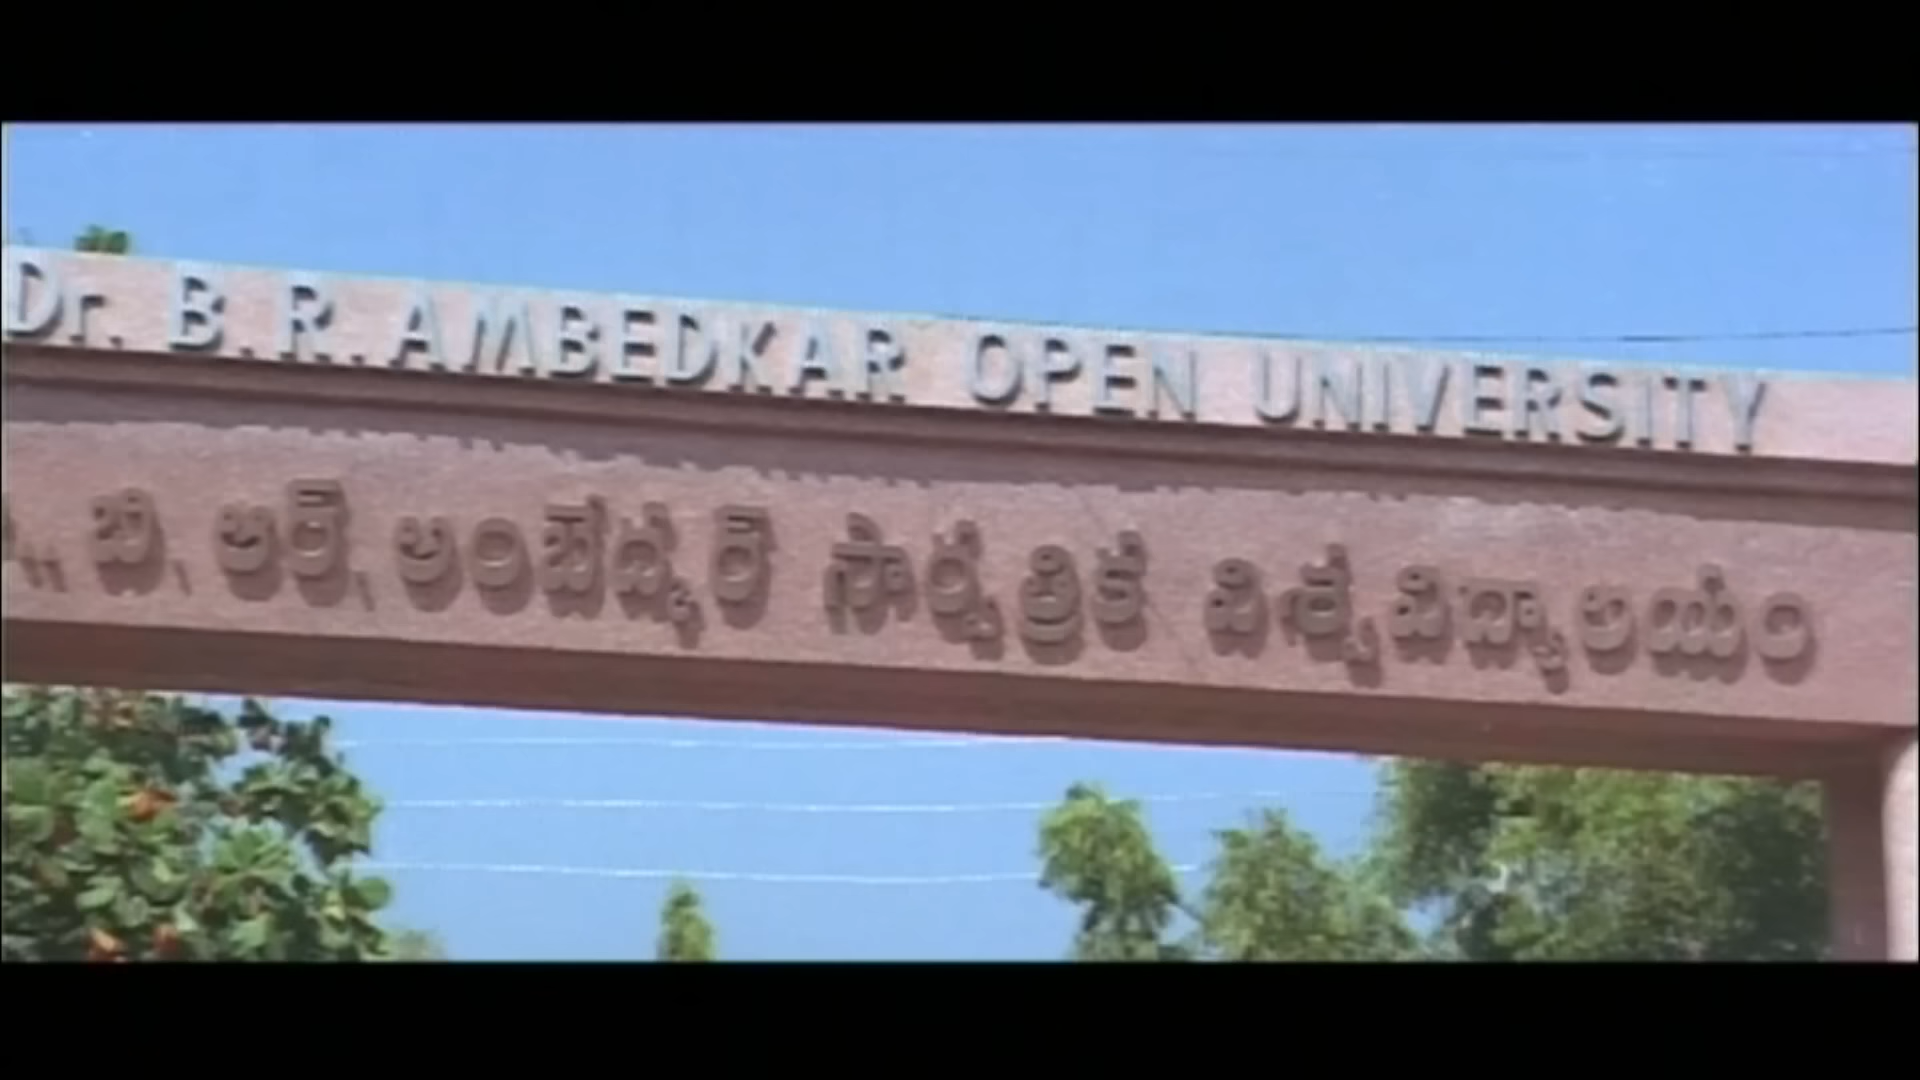 Dr. B.R. AMBEDKAR OPEN UNIVERSITY
బి. ఆర్. అంబేద్కర్ సార్వత్రిక విశ్వవిద్యాలయం